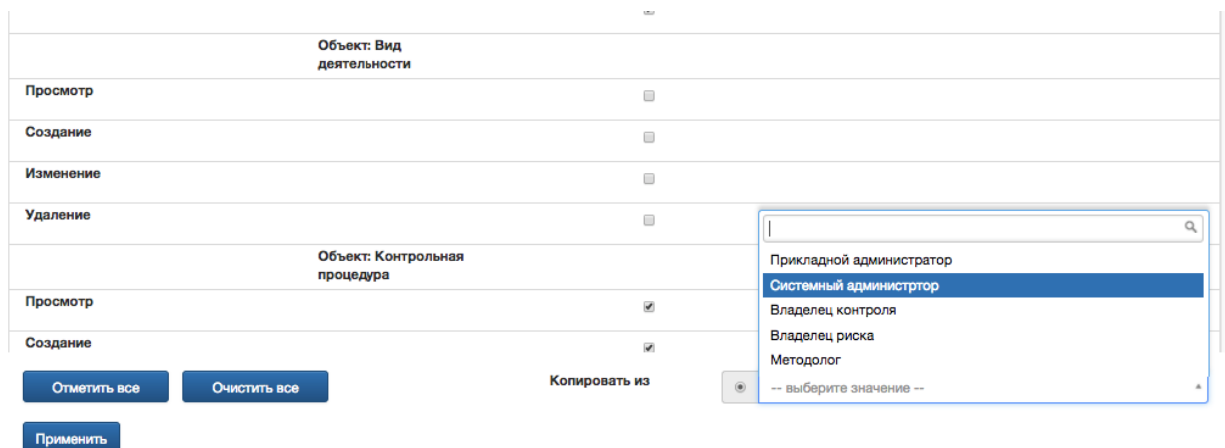 Объект: Вид
деятельности
Просмотр
Создание
Изменение
Удаление
Объект: Контрольная
процедура
Просмотр
Создание
Прикладной администратор
Системный администртор
Владелец контроля
Владелец риска
Методолог
Отметить все
Очистить все
Копировать из
-- выберите значение --
Применить